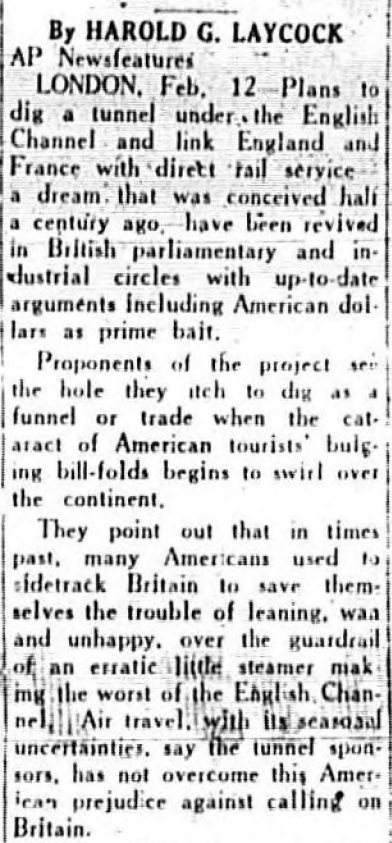 By HAROLD G. LAYCOCK
AP Newsfeatures
LONDON, Feb. 12—Plans to
dig a tunnel under the English
Channel and link England and
France with direct rail service—
a dream that was conceived half
a century ago, have been revived
in British parliamentary and in-
dustrial circles with up-to-date
arguments including American dol-
lars as prime bait.
Proponents of the project see
the hole they itch to dig as a
funnel or trade when the cat-
aract of American tourists' bulg-
ing bill-folds begins to swirl over
the continent.
They point out that in times
past, many Americans used to
sidetrack Britain to save them-
selves the trouble of leaning, wan
and unhappy, over the guardrail
of an erratic little steamer mak-
ing the worst of the English Chan-
nel. Air travel, with its seasonal
uncertainties, say the tunnel spon-
sors, has not overcome this Amer-
ican prejudice against calling on
Britain.